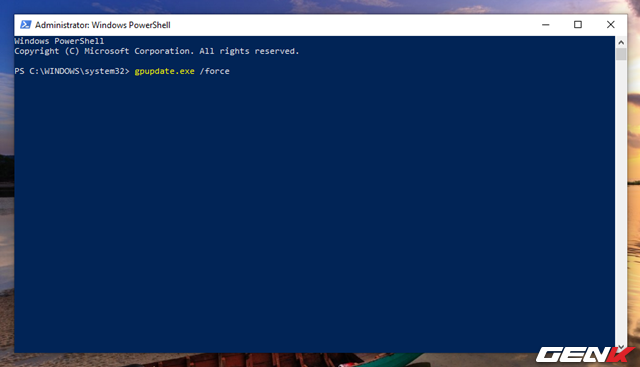 Administrator: Windows PowerShell
Windows PowerShell
Copyright (C) Microsoft Corporation. All rights reserved.
PS C:\WINDOWS\system32> gpupdate.exe /force
GENK